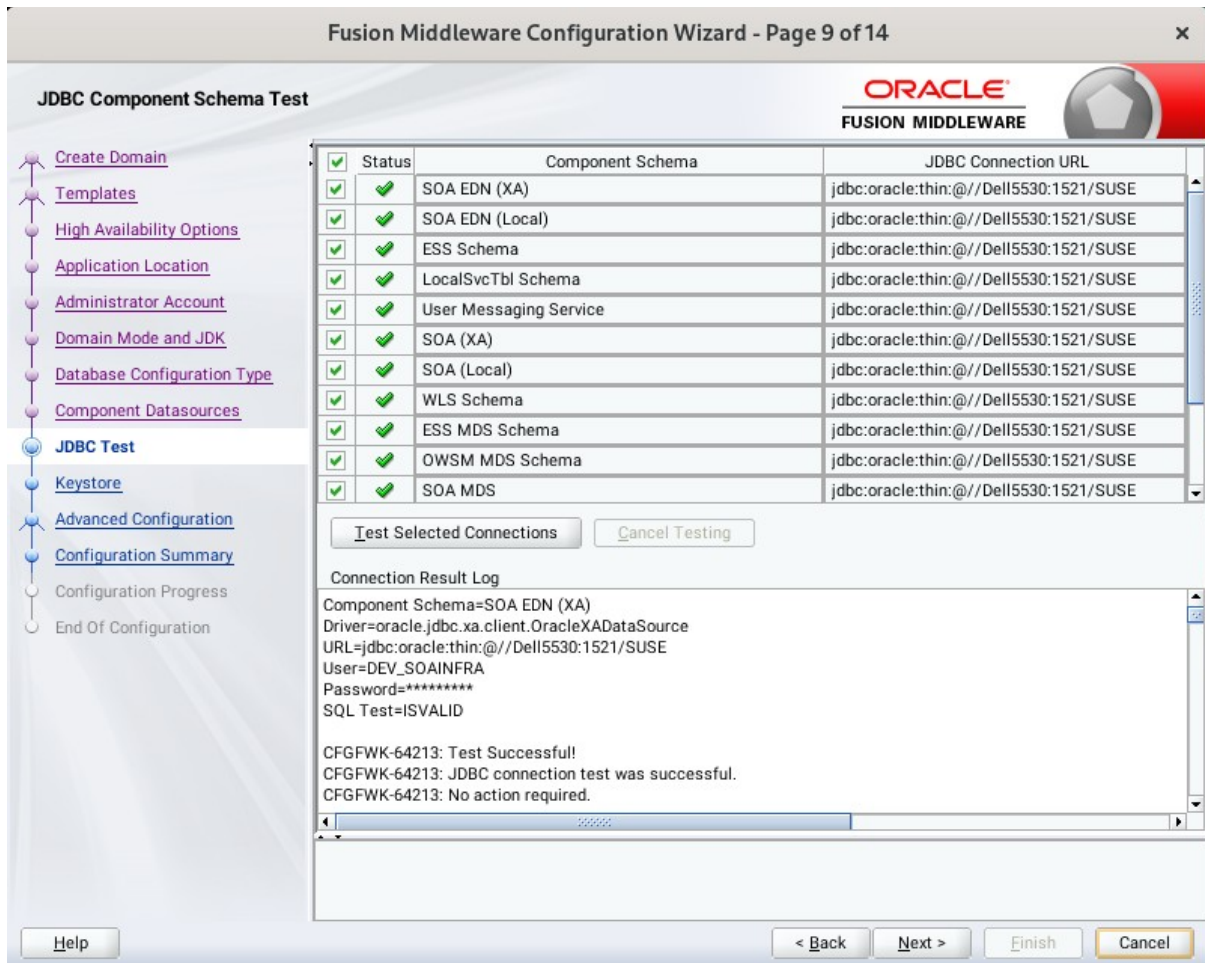 Fusion Middleware Configuration Wizard - Page 9 of 14
JDBC Component Schema Test
ORACLE
FUSION MIDDLEWARE
Create Domain
Templates
High Availability Options
Application Location
Administrator Account
Domain Mode and JDK
Database Configuration Type
Component Datasources
JDBC Test
Keystore
Advanced Configuration
Configuration Summary
Configuration Progress
End Of Configuration
Status Component Schema JDBC Connection URL
SOA EDN (XA) jdbc:oracle:thin:@//Dell5530:1521/SUSE
SOA EDN (Local) jdbc:oracle:thin:@//Dell5530:1521/SUSE
ESS Schema jdbc:oracle:thin:@//Dell5530:1521/SUSE
LocalSvcTbl Schema jdbc:oracle:thin:@//Dell5530:1521/SUSE
User Messaging Service jdbc:oracle:thin:@//Dell5530:1521/SUSE
SOA (XA) jdbc:oracle:thin:@//Dell5530:1521/SUSE
SOA (Local) jdbc:oracle:thin:@//Dell5530:1521/SUSE
WLS Schema jdbc:oracle:thin:@//Dell5530:1521/SUSE
ESS MDS Schema jdbc:oracle:thin:@//Dell5530:1521/SUSE
OWSM MDS Schema jdbc:oracle:thin:@//Dell5530:1521/SUSE
SOA MDS jdbc:oracle:thin:@//Dell5530:1521/SUSE
Test Selected Connections Cancel Testing
Connection Result Log
Component Schema=SOA EDN (XA)
Driver=oracle.jdbc.xa.client.OracleXADataSource
URL=jdbc:oracle:thin:@//Dell5530:1521/SUSE
User=DEV_SOAINFRA
Password=*********
SQL Test=ISVALID
CFGFWK-64213: Test Successful!
CFGFWK-64213: JDBC connection test was successful.
CFGFWK-64213: No action required.
Help < Back Next > Finish Cancel